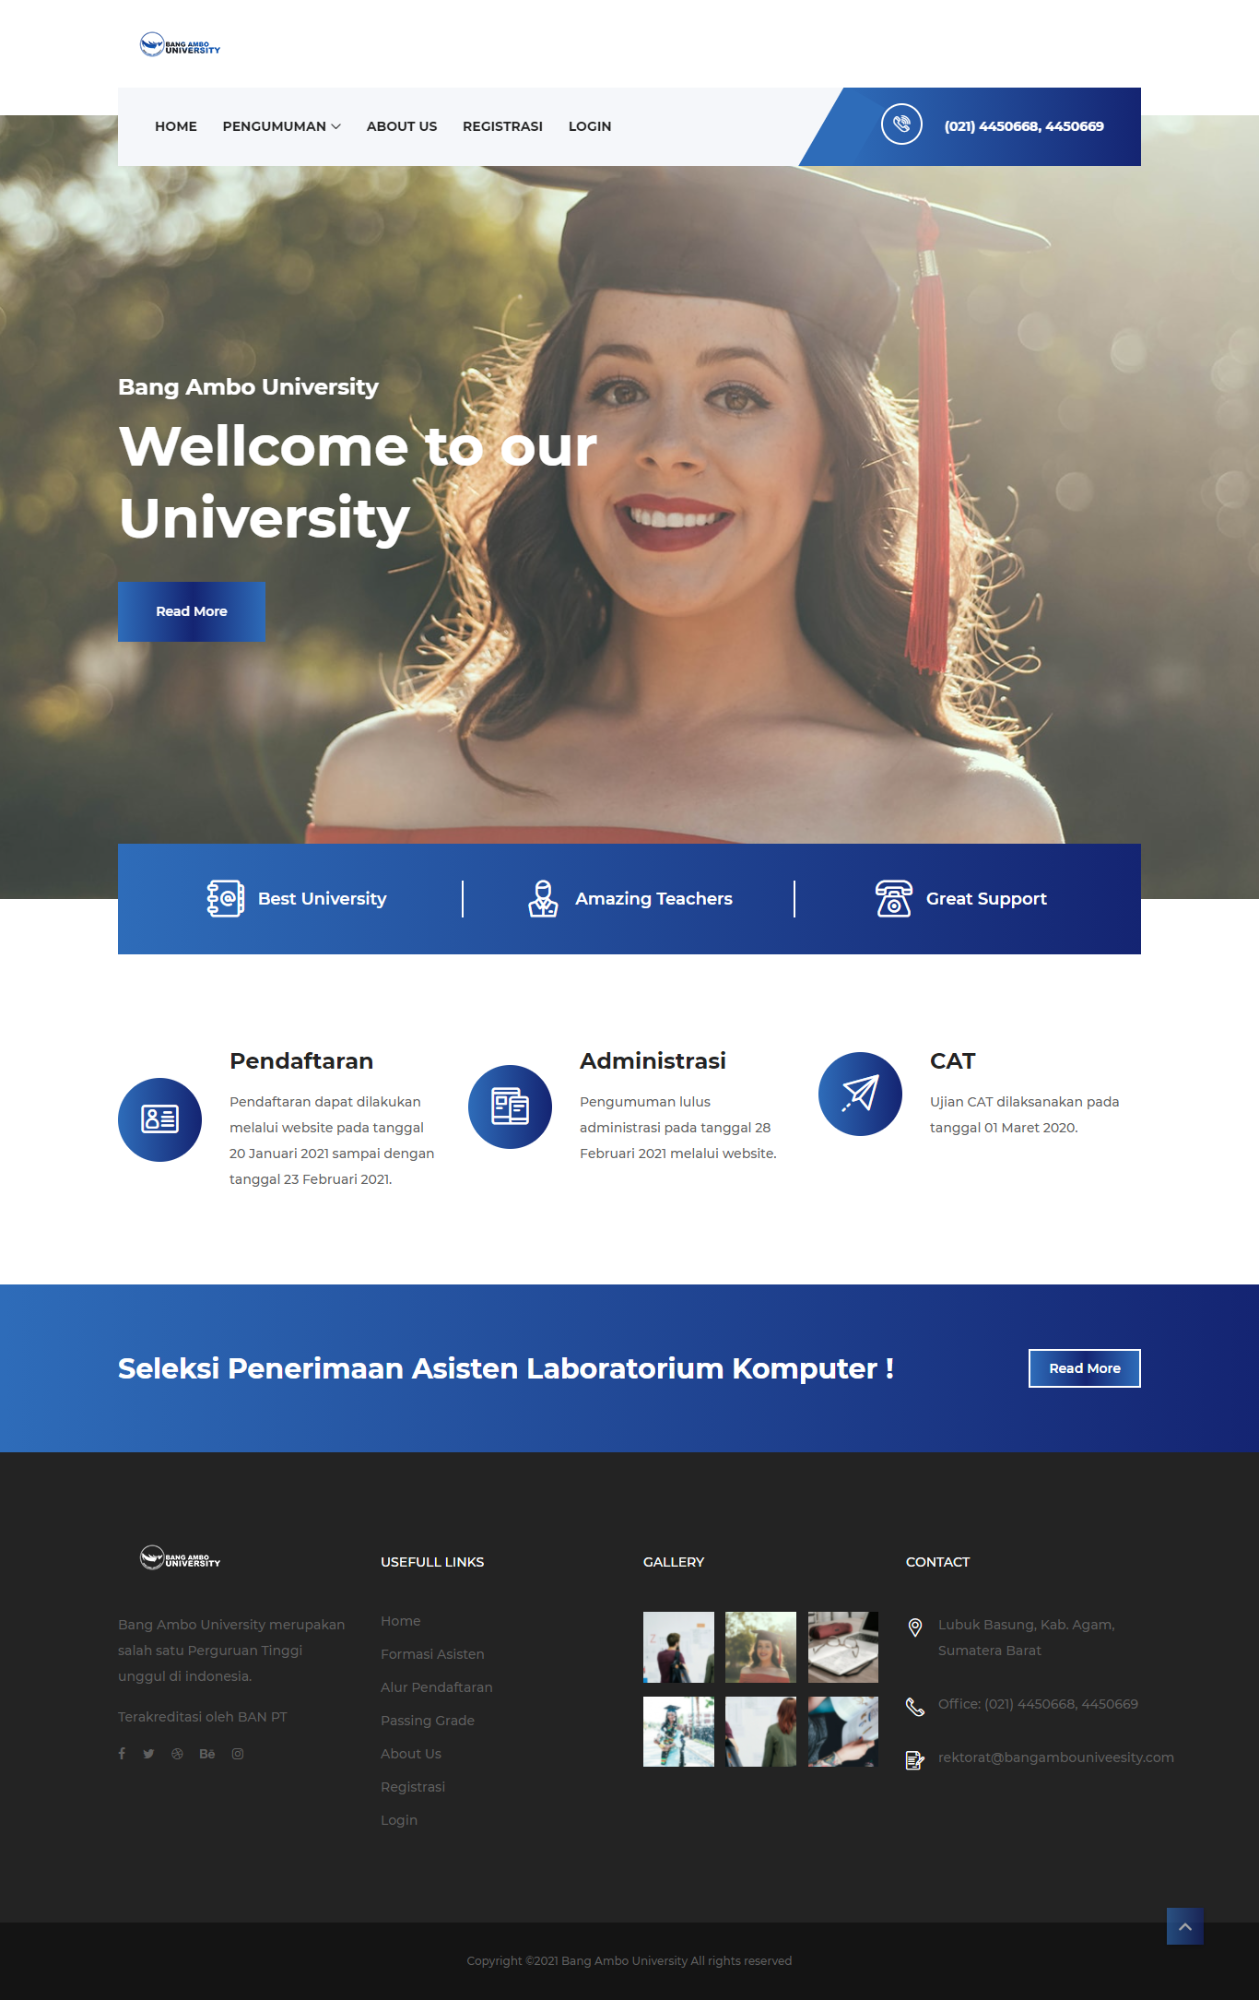 BANG AMBO
UNIVERSITY
HOME PENGUMUMAN ABOUT US REGISTRASI LOGIN
(021) 4450668, 4450669
Bang Ambo University
Wellcome to our
University
Read More
Best University
Amazing Teachers
Great Support
Pendaftaran
Pendaftaran dapat dilakukan
melalui website pada tanggal
20 Januari 2021 sampai dengan
tanggal 23 Februari 2021.
Administrasi
Pengumuman lulus
administrasi pada tanggal 28
Februari 2021 melalui website.
CAT
Ujian CAT dilaksanakan pada
tanggal 01 Maret 2020.
Seleksi Penerimaan Asisten Laboratorium Komputer !
Read More
BANG AMBO
UNIVERSITY
Bang Ambo University merupakan
salah satu Perguruan Tinggi
unggul di indonesia.
Terakreditasi oleh BAN PT
Bē
USEFULL LINKS
Home
Formasi Asisten
Alur Pendaftaran
Passing Grade
About Us
Registrasi
Login
GALLERY
CONTACT
Lubuk Basung, Kab. Agam,
Sumatera Barat
Office: (021) 4450668, 4450669
rektorat@bangambouniveesity.com
Copyright ©2021 Bang Ambo University All rights reserved